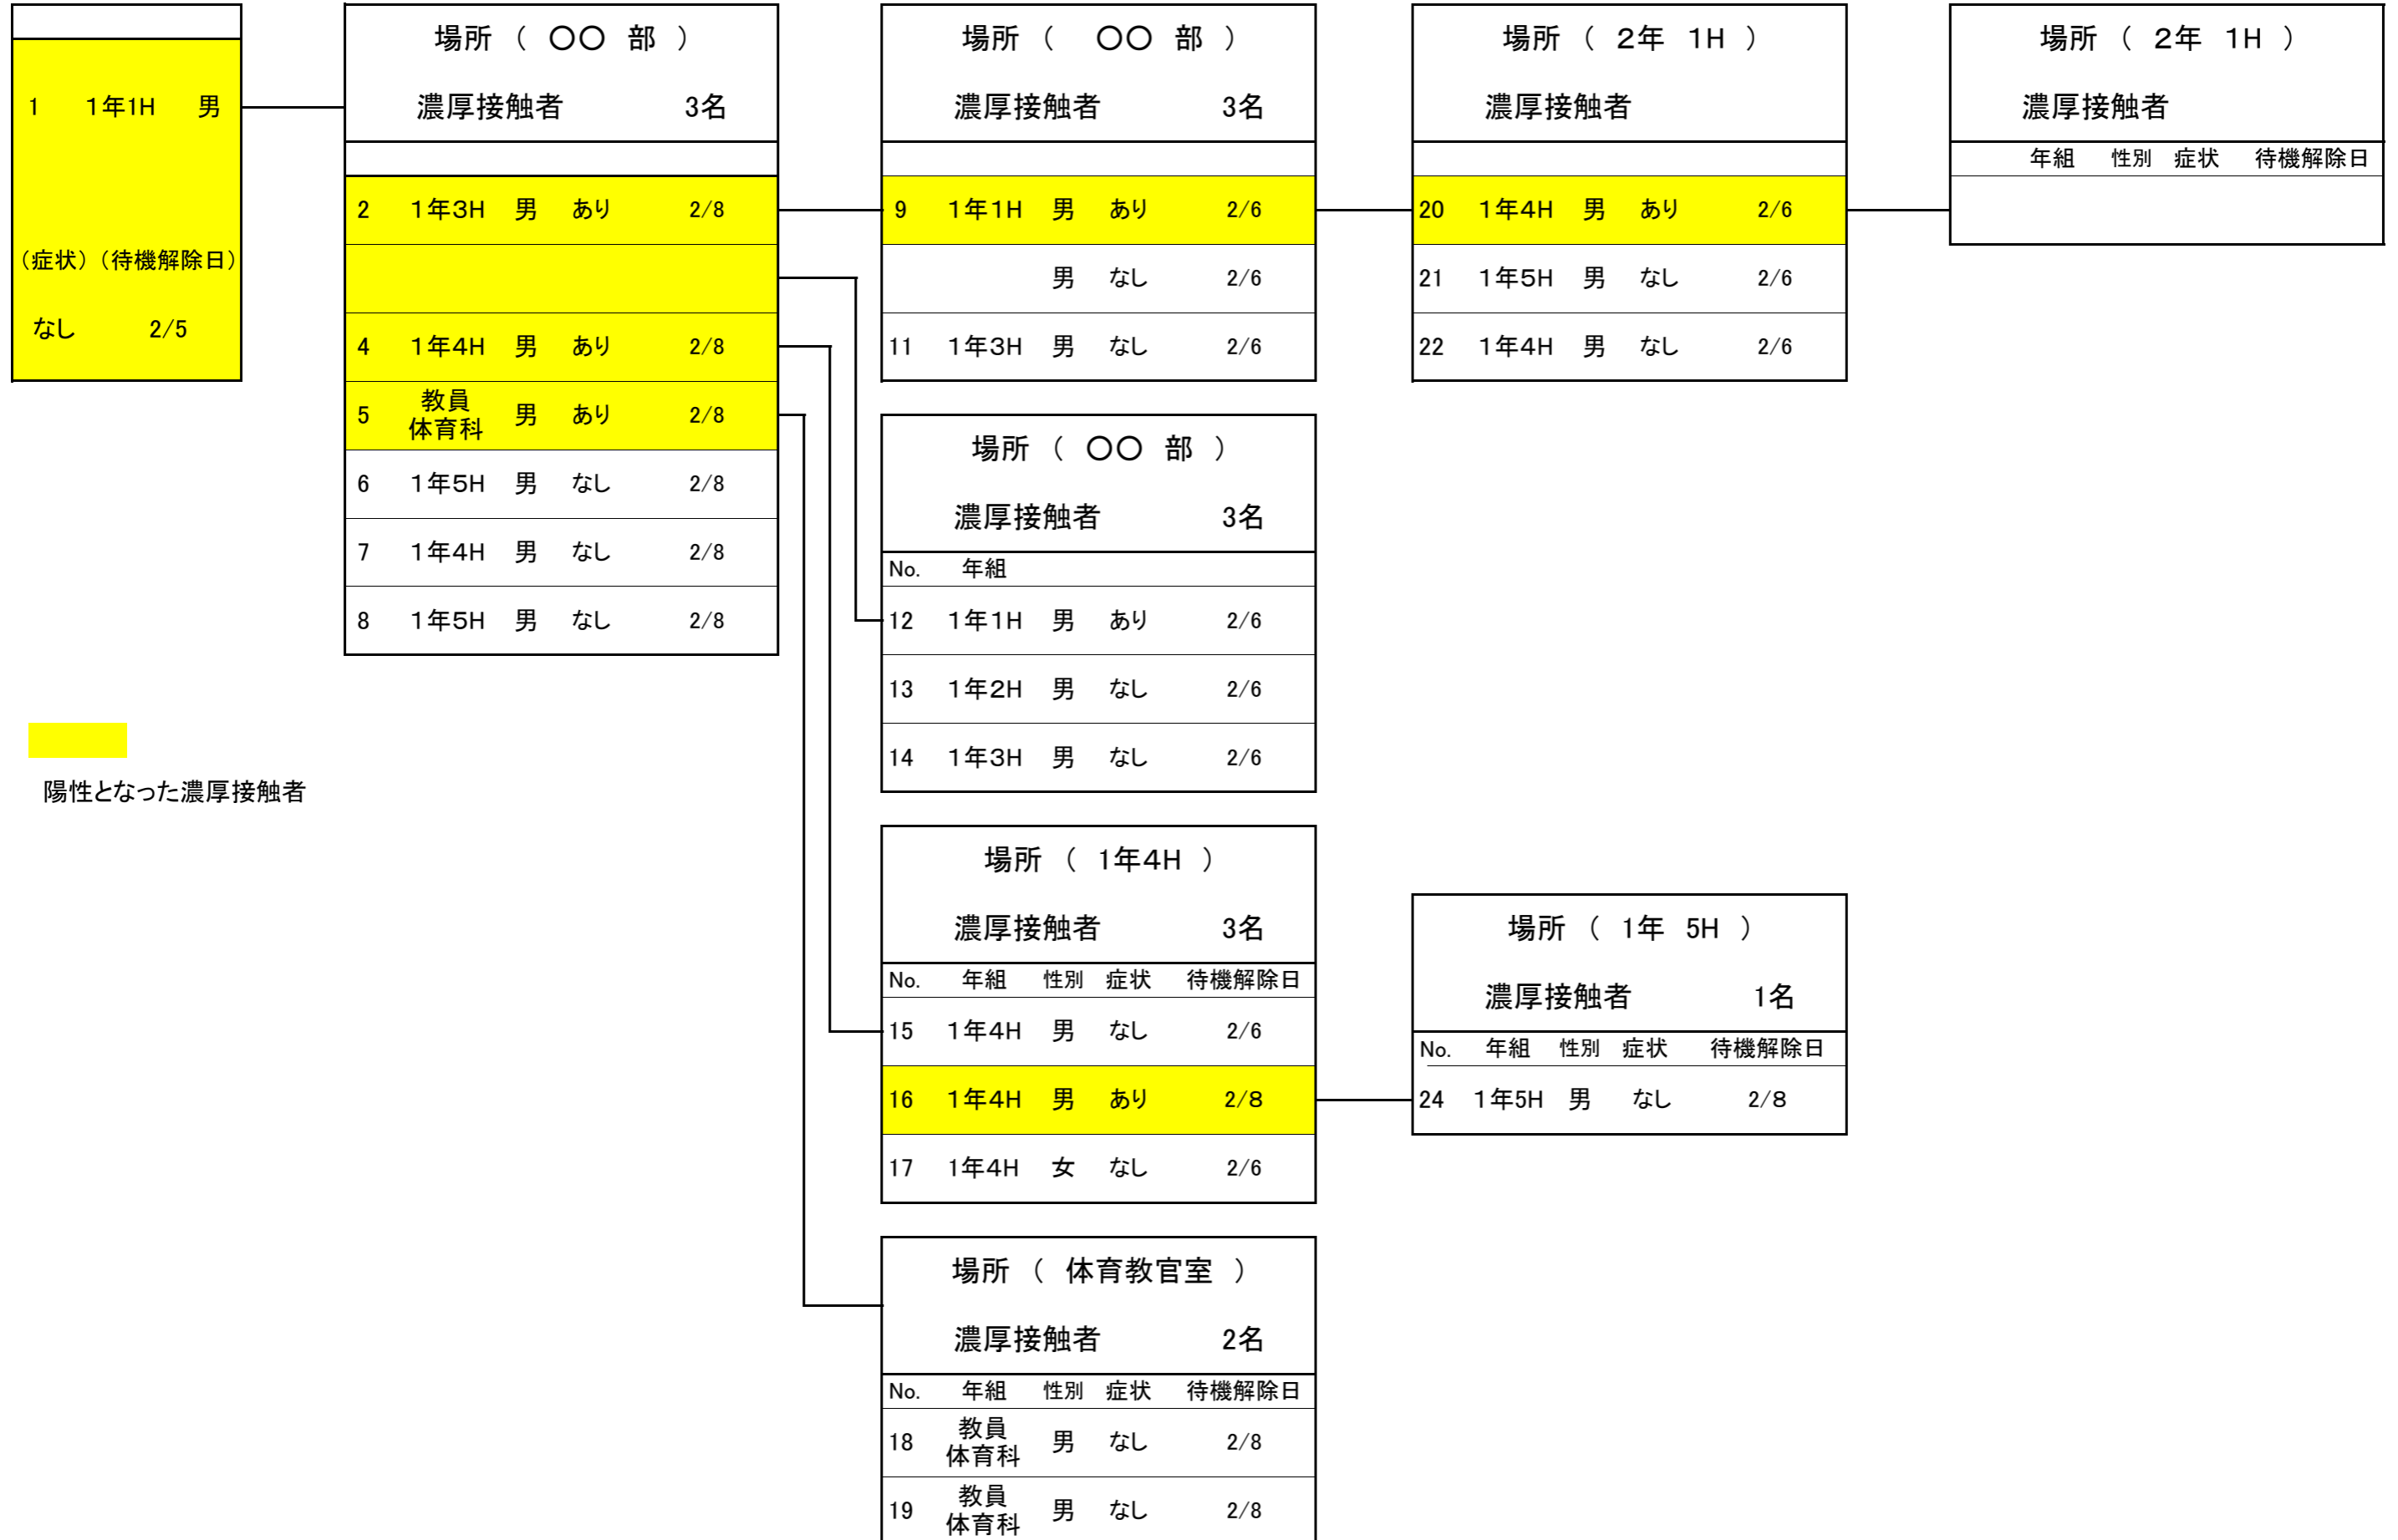 1 1年1H 男
（症状）（待機解除日）
なし 2/5
場所 （ 〇〇 部 ）
濃厚接触者 3名
2 1年3H 男 あり 2/8
4 1年4H 男 あり 2/8
5 教員 体育科 男 あり 2/8
6 1年5H 男 なし 2/8
7 1年4H 男 なし 2/8
8 1年5H 男 なし 2/8
陽性となった濃厚接触者
場所 （ 〇〇 部 ）
濃厚接触者 3名
9 1年1H 男 あり 2/6
男 なし 2/6
11 1年3H 男 なし 2/6
場所 （ 〇〇 部 ）
濃厚接触者 3名
No. 年組
12 1年1H 男 あり 2/6
13 1年2H 男 なし 2/6
14 1年3H 男 なし 2/6
場所 （ 1年4H ）
濃厚接触者 3名
No. 年組 性別 症状 待機解除日
15 1年4H 男 なし 2/6
16 1年4H 男 あり 2/8
17 1年4H 女 なし 2/6
場所 （ 体育教官室 ）
濃厚接触者 2名
No. 年組 性別 症状 待機解除日
18 教員 体育科 男 なし 2/8
19 教員 体育科 男 なし 2/8
場所 （ 2年 1H ）
濃厚接触者
20 1年4H 男 あり 2/6
21 1年5H 男 なし 2/6
22 1年4H 男 なし 2/6
場所 （ 1年 5H ）
濃厚接触者 1名
No. 年組 性別 症状 待機解除日
24 1年5H 男 なし 2/8
場所 （ 2年 1H ）
濃厚接触者
年組 性別 症状 待機解除日